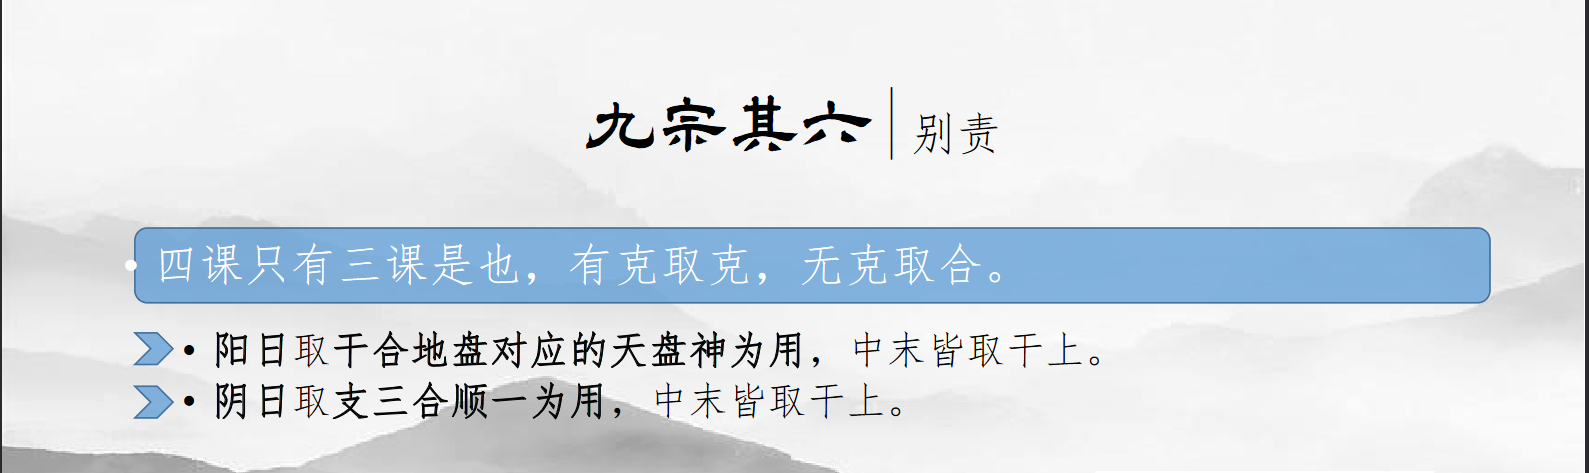 九宗其六 | 别责
• 四课只有三课是也，有克取克，无克取合。
• 阳日取干合地盘对应的天盘神为用，中末皆取干上。
• 阴日取支三合顺一为用，中末皆取干上。